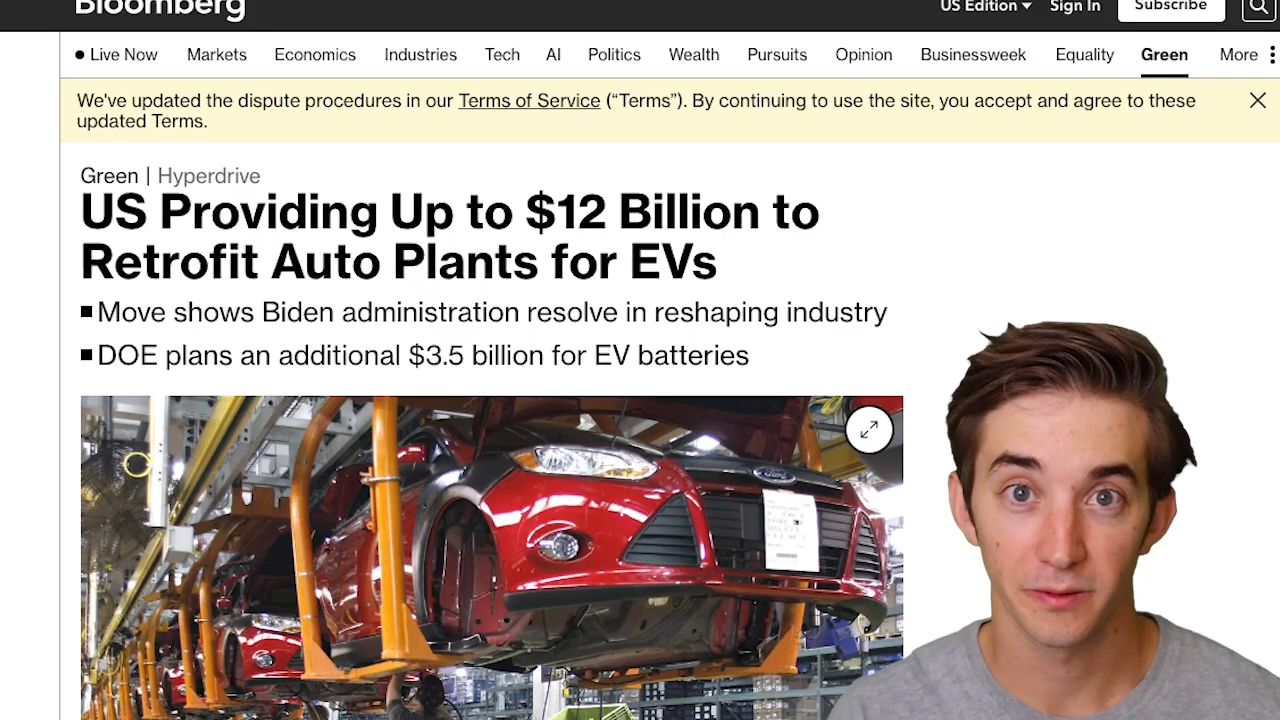 Bloomberg
US Edition
Sign In
Subscribe
Live Now
Markets
Economics
Industries
Tech
AI
Politics
Wealth
Pursuits
Opinion
Businessweek
Equality
Green
More
We've updated the dispute procedures in our Terms of Service (“Terms”). By continuing to use the site, you accept and agree to these
updated Terms.
Green | Hyperdrive
US Providing Up to $12 Billion to
Retrofit Auto Plants for EVs
Move shows Biden administration resolve in reshaping industry
DOE plans an additional $3.5 billion for EV batteries
Ford